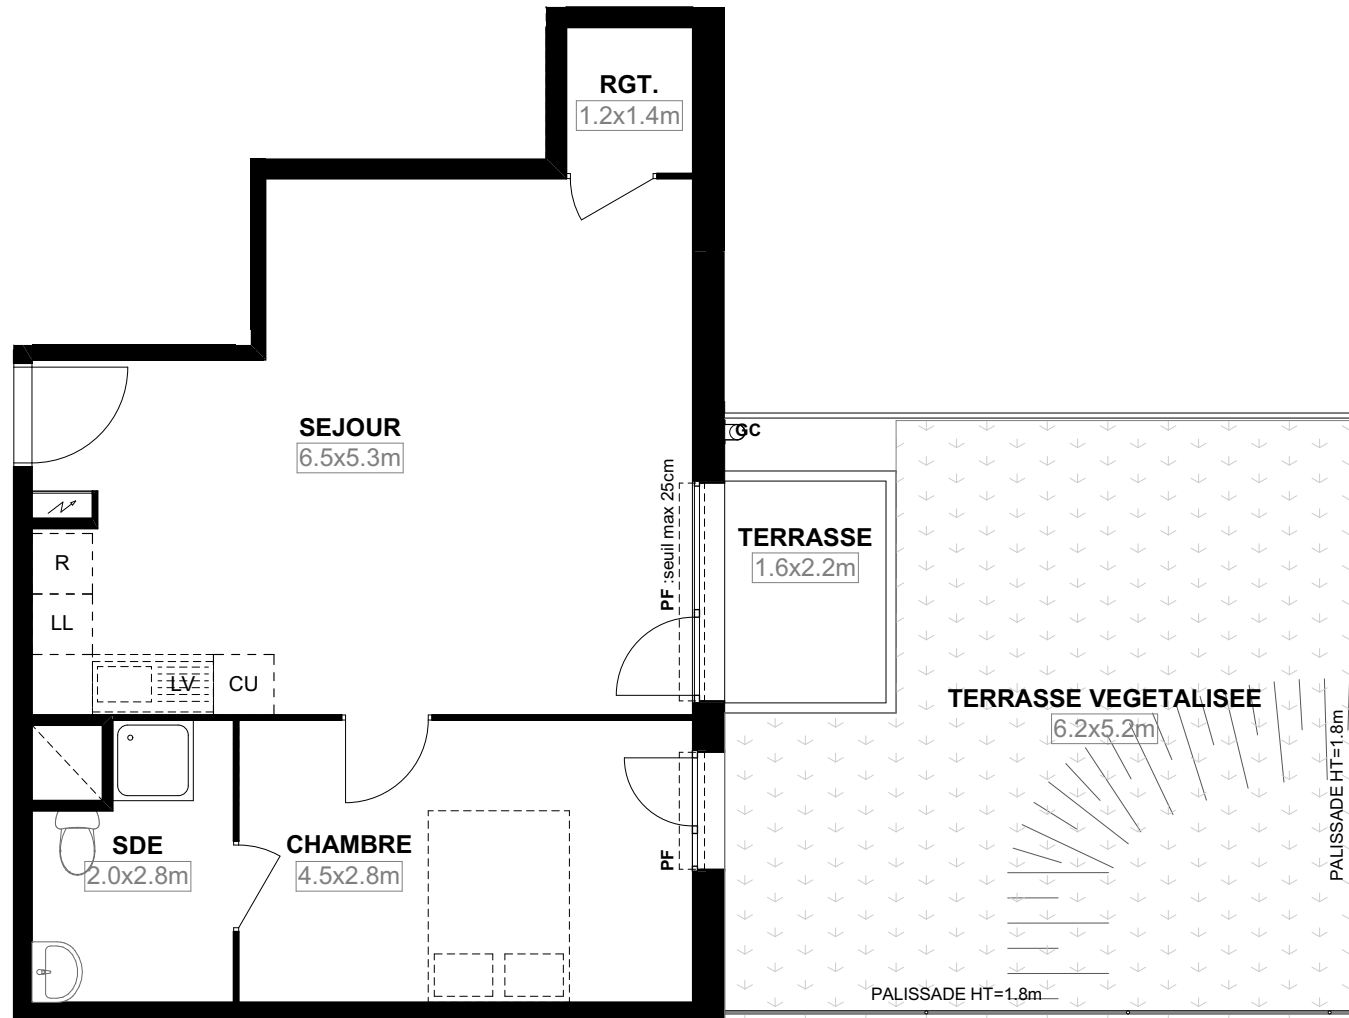 RGT.
1.2x1.4m
SEJOUR
6.5x5.3m
GC
PF :seuil max 25cm
TERRASSE
1.6x2.2m
R
LL
LV
CU
TERRASSE VEGETALISEE
6.2x5.2m
PALISSADE HT=1.8m
SDE
2.0x2.8m
CHAMBRE
4.5x2.8m
PF
PALISSADE HT=1.8m